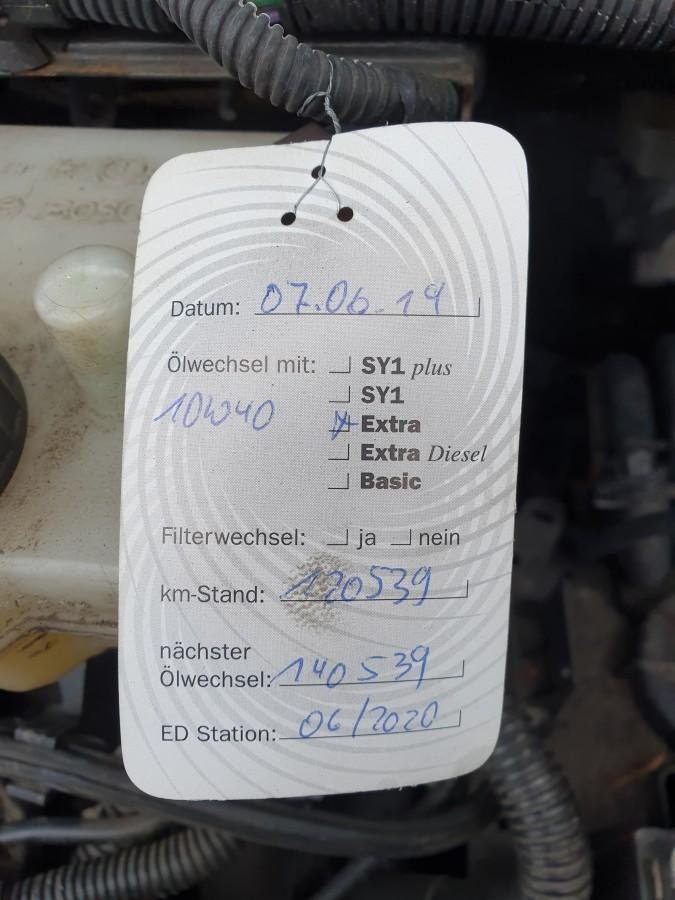 Datum: 07.06.19
Ölwechsel mit: SY1 plus
SY1
10W40
Extra
Extra Diesel
Basic
Filterwechsel: ja nein
km-Stand: 120539
nächster
Ölwechsel: 140539
ED Station: 06/2020